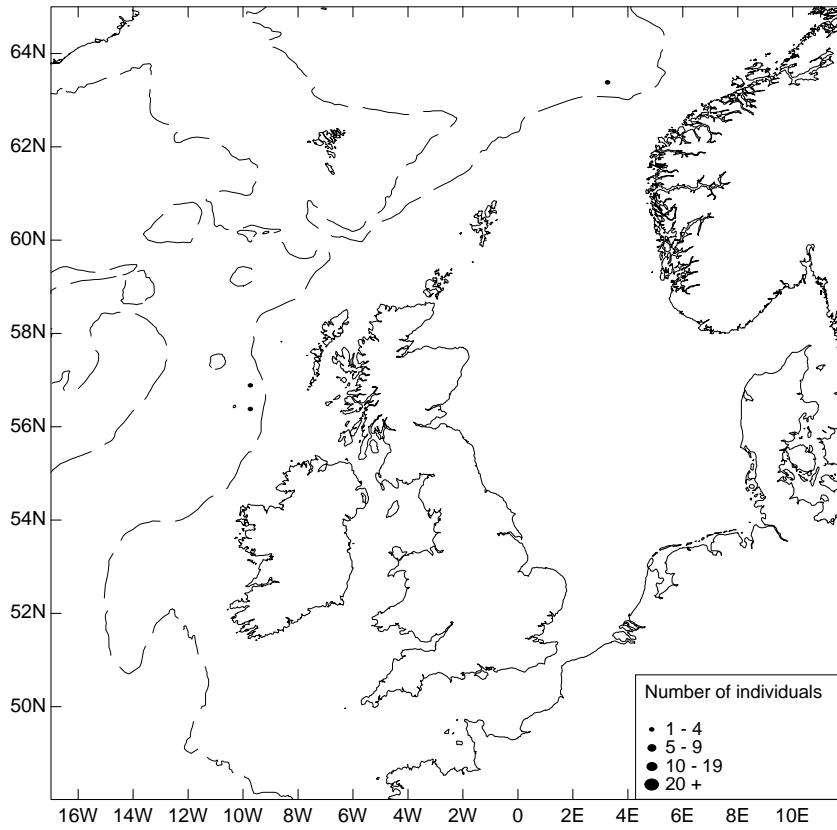 64N
62N
60N
58N
56N
54N
52N
50N
Number of individuals
1 - 4
5 - 9
10 - 19
20 +
16W 14W 12W 10W 8W 6W 4W 2W 0 2E 4E 6E 8E 10E